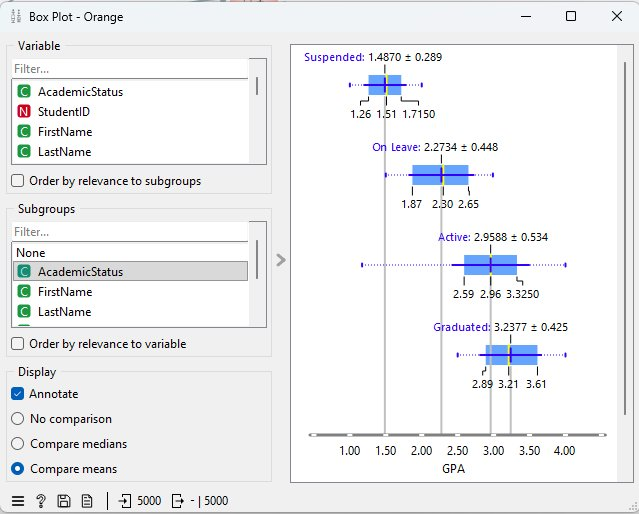 Box Plot - Orange
Variable
Filter...
C AcademicStatus
N StudentID
C FirstName
C LastName
Order by relevance to subgroups
Subgroups
Filter...
None
C AcademicStatus
C FirstName
C LastName
Order by relevance to variable
Display
Annotate
No comparison
Compare medians
Compare means
Suspended: 1.4870 ± 0.289
1.26 1.51 1.7150
On Leave: 2.2734 ± 0.448
1.87 2.30 2.65
Active: 2.9588 ± 0.534
2.59 2.96 3.3250
Graduated: 3.2377 ± 0.425
2.89 3.21 3.61
1.00 1.50 2.00 2.50 3.00 3.50 4.00
GPA
? 5000 - | 5000